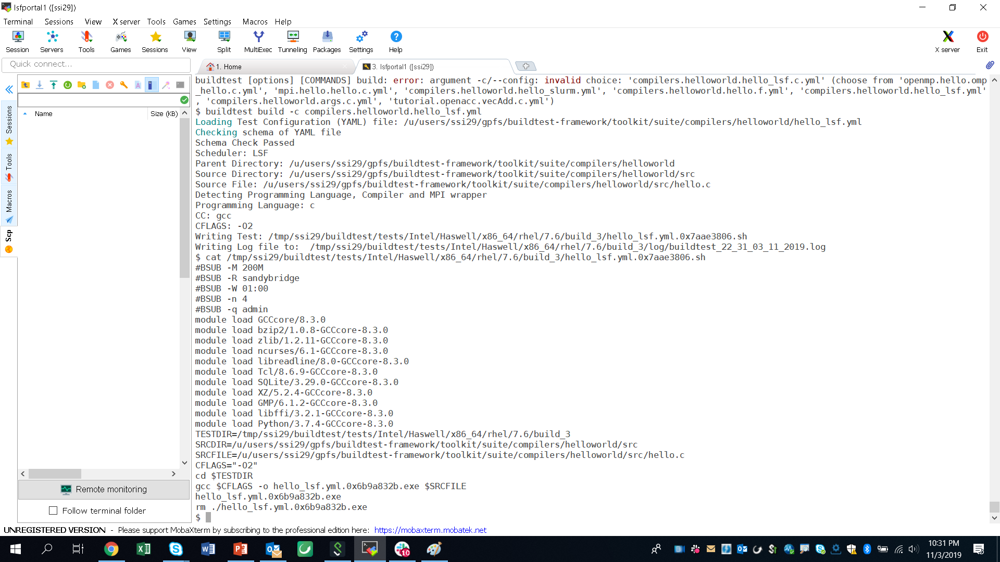 lsfportal1 ([ssi29])
Terminal Sessions View X server Tools Games Settings Macros Help
Session Servers Tools Games Sessions View Split MultiExec Tunneling Packages Settings Help X server Exit
Quick connect...
1. Home
3. lsfportal1 ([ssi29])
Name Size (KB)
Sessions
Tools
Macros
Scp
buildtest [options] [COMMANDS] build: error: argument -c/--config: invalid choice: 'compilers.helloworld.hello_lsf.c.yml' (choose from 'openmp.hello.omp
_hello.c.yml', 'mpi.hello.hello.c.yml', 'compilers.helloworld.hello_slurm.yml', 'compilers.helloworld.hello.f.yml', 'compilers.helloworld.hello_lsf.yml'
, 'compilers.helloworld.args.c.yml', 'tutorial.openacc.vecAdd.c.yml')
$ buildtest build -c compilers.helloworld.hello_lsf.yml
Loading Test Configuration (YAML) file: /u/users/ssi29/gpfs/buildtest-framework/toolkit/suite/compilers/helloworld/hello_lsf.yml
Checking schema of YAML file
Schema Check Passed
Scheduler: LSF
Parent Directory: /u/users/ssi29/gpfs/buildtest-framework/toolkit/suite/compilers/helloworld
Source Directory: /u/users/ssi29/gpfs/buildtest-framework/toolkit/suite/compilers/helloworld/src
Source File: /u/users/ssi29/gpfs/buildtest-framework/toolkit/suite/compilers/helloworld/src/hello.c
Detecting Programming Language, Compiler and MPI wrapper
Programming Language: c
CC: gcc
CFLAGS: -O2
Writing Test: /tmp/ssi29/buildtest/tests/Intel/Haswell/x86_64/rhel/7.6/build_3/hello_lsf.yml.0x7aae3806.sh
Writing Log file to:  /tmp/ssi29/buildtest/tests/Intel/Haswell/x86_64/rhel/7.6/build_3/log/buildtest_22_31_03_11_2019.log
$ cat /tmp/ssi29/buildtest/tests/Intel/Haswell/x86_64/rhel/7.6/build_3/hello_lsf.yml.0x7aae3806.sh
#BSUB -M 200M
#BSUB -R sandybridge
#BSUB -W 01:00
#BSUB -n 4
#BSUB -q admin
module load GCCcore/8.3.0
module load bzip2/1.0.8-GCCcore-8.3.0
module load zlib/1.2.11-GCCcore-8.3.0
module load ncurses/6.1-GCCcore-8.3.0
module load libreadline/8.0-GCCcore-8.3.0
module load Tcl/8.6.9-GCCcore-8.3.0
module load SQLite/3.29.0-GCCcore-8.3.0
module load XZ/5.2.4-GCCcore-8.3.0
module load GMP/6.1.2-GCCcore-8.3.0
module load libffi/3.2.1-GCCcore-8.3.0
module load Python/3.7.4-GCCcore-8.3.0
TESTDIR=/tmp/ssi29/buildtest/tests/Intel/Haswell/x86_64/rhel/7.6/build_3
SRCDIR=/u/users/ssi29/gpfs/buildtest-framework/toolkit/suite/compilers/helloworld/src
SRCFILE=/u/users/ssi29/gpfs/buildtest-framework/toolkit/suite/compilers/helloworld/src/hello.c
CFLAGS="-O2"
cd $TESTDIR
gcc $CFLAGS -o hello_lsf.yml.0x6b9a832b.exe $SRCFILE
hello_lsf.yml.0x6b9a832b.exe
rm ./hello_lsf.yml.0x6b9a832b.exe
$
Remote monitoring
Follow terminal folder
UNREGISTERED VERSION - Please support MobaXterm by subscribing to the professional edition here: https://mobaxterm.mobatek.net
10
10:31 PM
11/3/2019